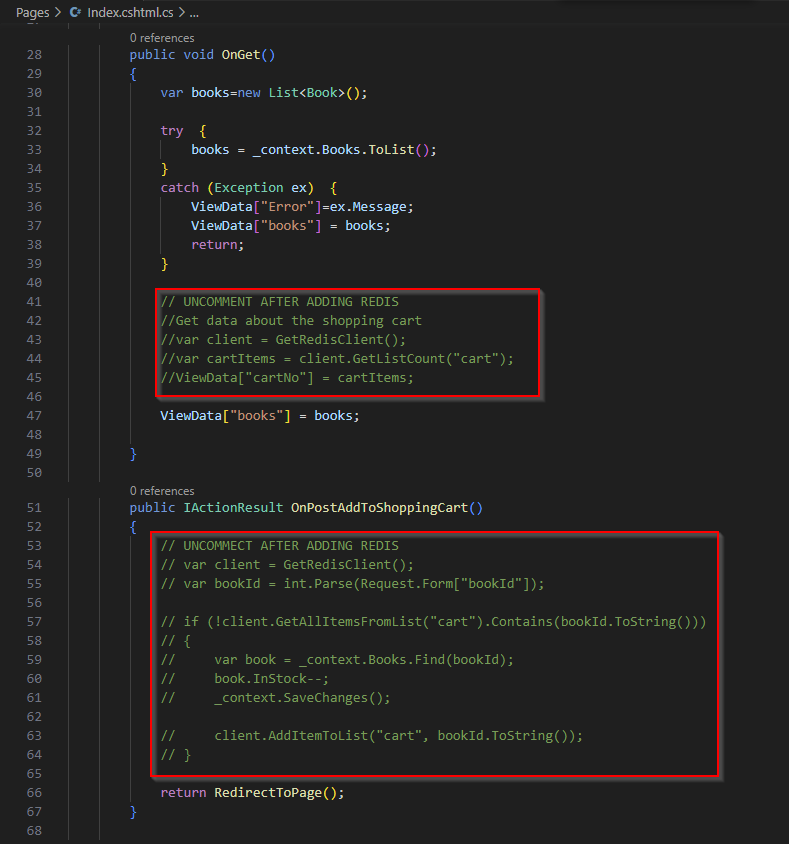 Pages > Index.cshtml.cs > ...
0 references
28 public void OnGet()
29 {
30 var books=new List<Book>();
31
32 try  {
33 books = _context.Books.ToList();
34 }
35 catch (Exception ex)  {
36 ViewData["Error"]=ex.Message;
37 ViewData["books"] = books;
38 return;
39 }
40
41 // UNCOMMENT AFTER ADDING REDIS
42 //Get data about the shopping cart
43 //var client = GetRedisClient();
44 //var cartItems = client.GetListCount("cart");
45 //ViewData["cartNo"] = cartItems;
46
47 ViewData["books"] = books;
48
49 }
50
0 references
51 public IActionResult OnPostAddToShoppingCart()
52 {
53 // UNCOMMECT AFTER ADDING REDIS
54 // var client = GetRedisClient();
55 // var bookId = int.Parse(Request.Form["bookId"]);
56
57 // if (!client.GetAllItemsFromList("cart").Contains(bookId.ToString()))
58 // {
59 //     var book = _context.Books.Find(bookId);
60 //     book.InStock--;
61 //     _context.SaveChanges();
62
63 //     client.AddItemToList("cart", bookId.ToString());
64 // }
65
66 return RedirectToPage();
67 }
68